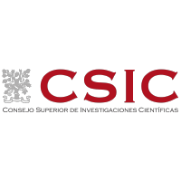 CSIC
CONSEJO SUPERIOR DE INVESTIGACIONES CIENTÍFICAS